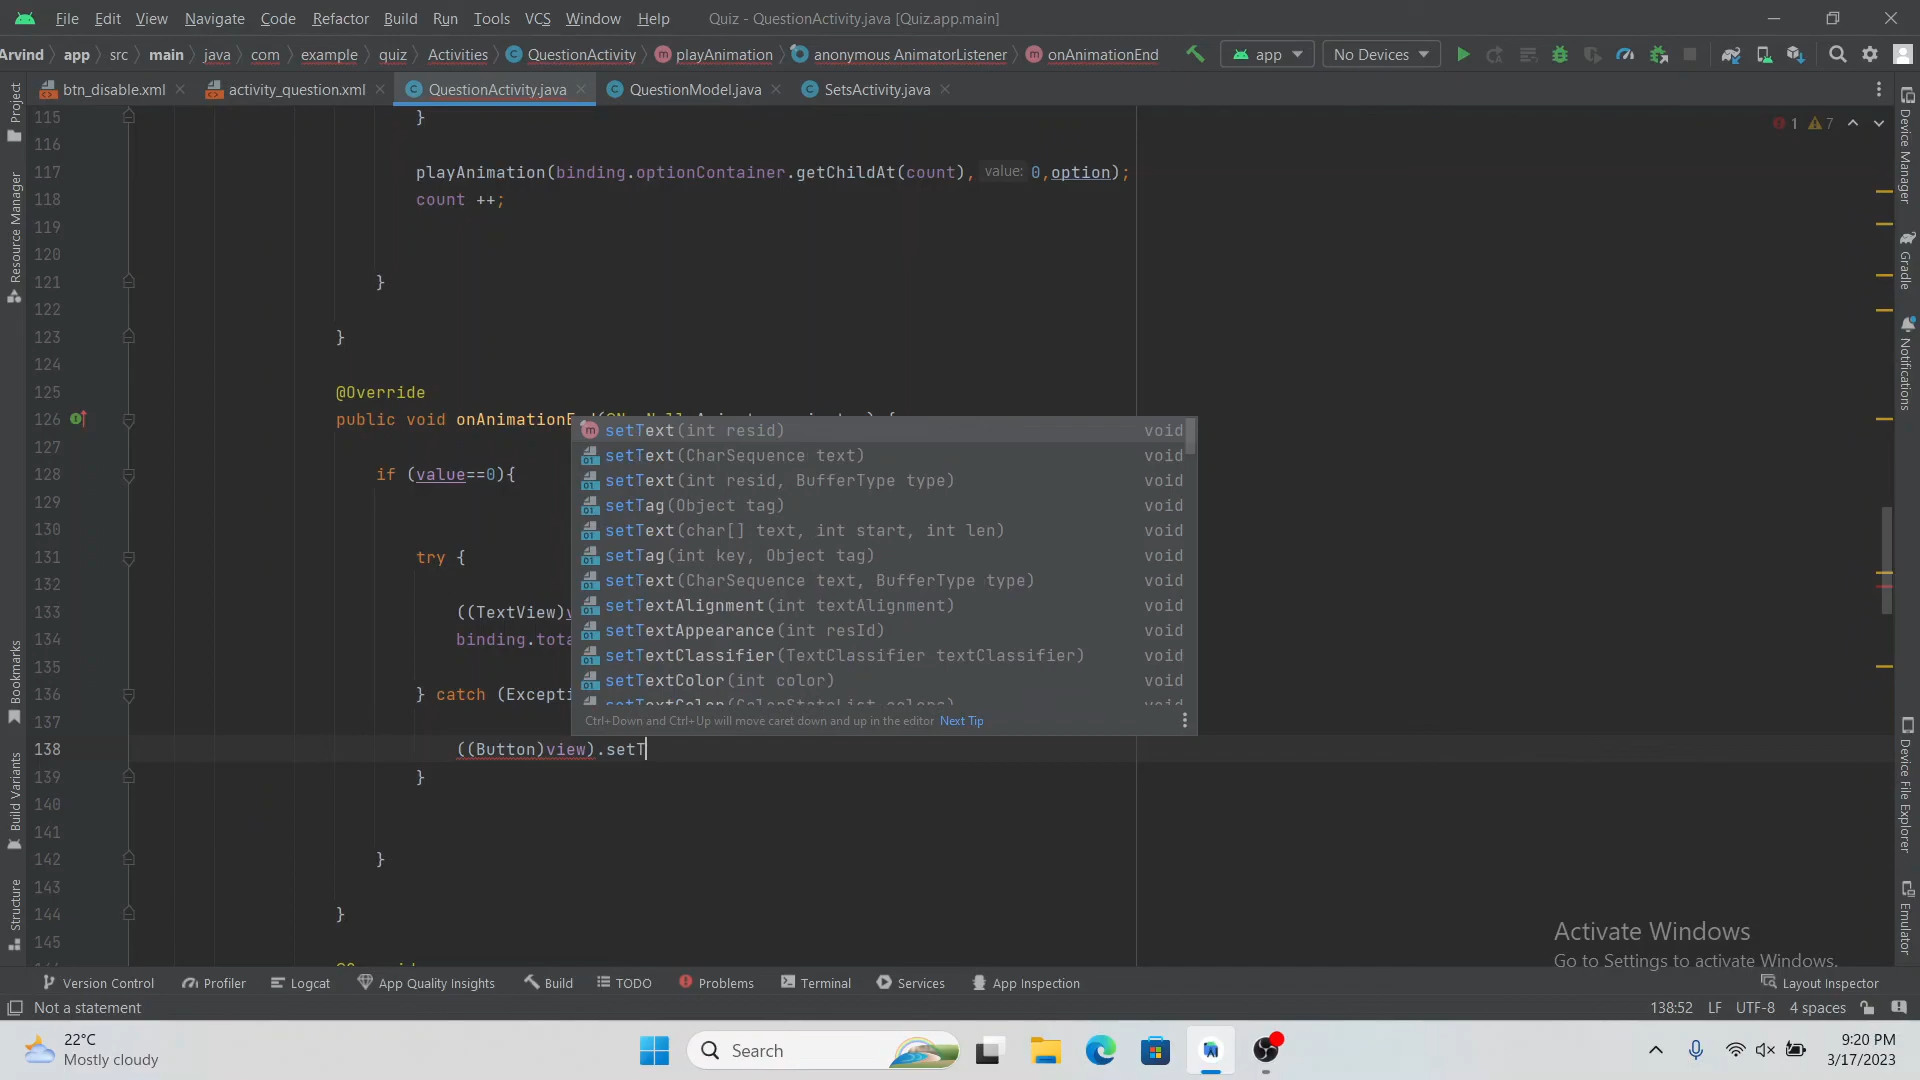 File Edit View Navigate Code Refactor Build Run Tools VCS Window Help Quiz - QuestionActivity.java [Quiz.app.main]
Arvind app src main java com example quiz Activities QuestionActivity playAnimation anonymous AnimatorListener onAnimationEnd app No Devices
btn_disable.xml activity_question.xml QuestionActivity.java QuestionModel.java SetsActivity.java
115 }
1 7
116
117 playAnimation(binding.optionContainer.getChildAt(count), value: 0,option);
118 count ++;
119
120
121 }
122
123 }
124
125 @Override
126 public void onAnimationE
127
128 if (value==0){
129
130
131 try {
132
133 ((TextView)
134 binding.tota
135
136 } catch (Excepti
137
138 ((Button)view).setT
139 }
140
141
142 }
143
144 }
145
setText(int resid) void
setText(CharSequence text) void
setText(int resid, BufferType type) void
setTag(Object tag) void
setText(char[] text, int start, int len) void
setTag(int key, Object tag) void
setText(CharSequence text, BufferType type) void
setTextAlignment(int textAlignment) void
setTextAppearance(int resId) void
setTextClassifier(TextClassifier textClassifier) void
setTextColor(int color) void
setTextColor(ColorStateList colors) void
Ctrl+Down and Ctrl+Up will move caret down and up in the editor Next Tip
Project
Resource Manager
Bookmarks
Build Variants
Structure
Device Manager
Gradle
Notifications
Device File Explorer
Emulator
Activate Windows
Go to Settings to activate Windows.
Version Control Profiler Logcat App Quality Insights Build TODO Problems Terminal Services App Inspection Layout Inspector
Not a statement 138:52 LF UTF-8 4 spaces
22°C
Mostly cloudy
Search
9:20 PM
3/17/2023